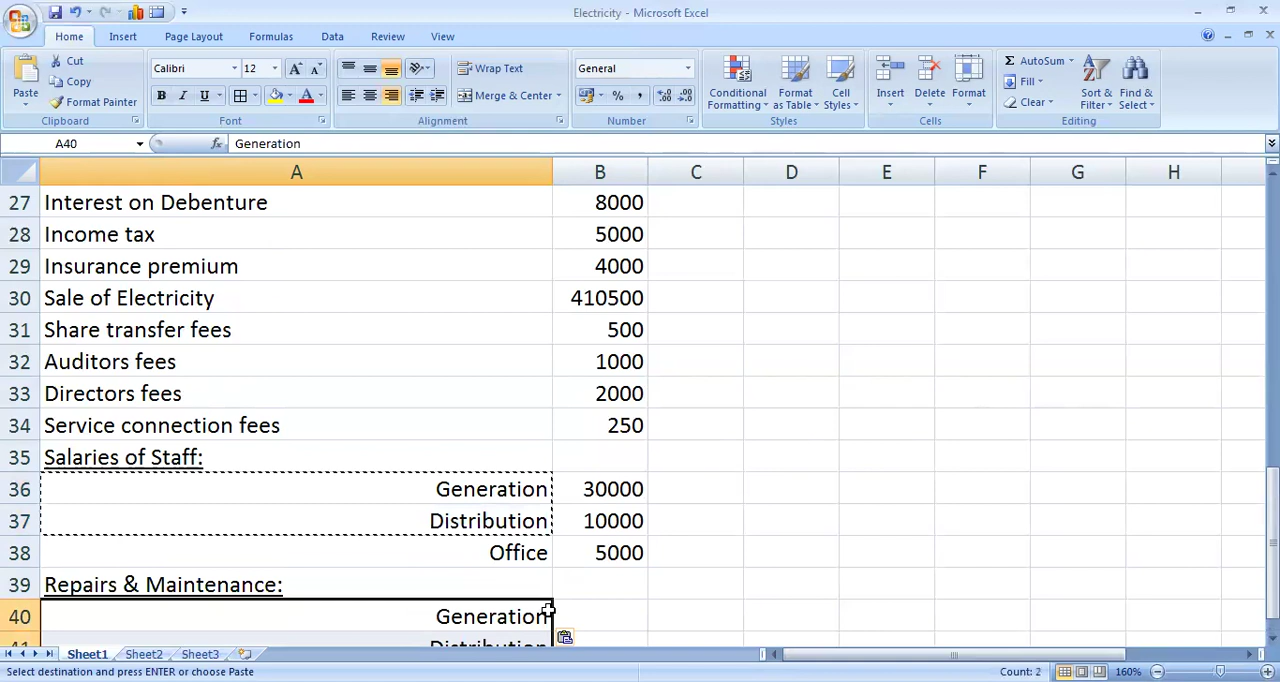 Electricity - Microsoft Excel
Home Insert Page Layout Formulas Data Review View
Paste
Cut
Copy
Format Painter
Clipboard
Calibri 12
B I U
Font
Wrap Text
Merge & Center
Alignment
General
Number
Conditional Formatting
Format as Table
Cell Styles
Styles
Insert Delete Format
Cells
Σ AutoSum
Fill
Clear
Sort & Filter
Find & Select
Editing
A40 fx Generation
A B C D E F G H
27 Interest on Debenture 8000
28 Income tax 5000
29 Insurance premium 4000
30 Sale of Electricity 410500
31 Share transfer fees 500
32 Auditors fees 1000
33 Directors fees 2000
34 Service connection fees 250
35 Salaries of Staff:
36 Generation 30000
37 Distribution 10000
38 Office 5000
39 Repairs & Maintenance:
40 Generation
41 Distribution
Sheet1 Sheet2 Sheet3
Select destination and press ENTER or choose Paste Count: 2 160%